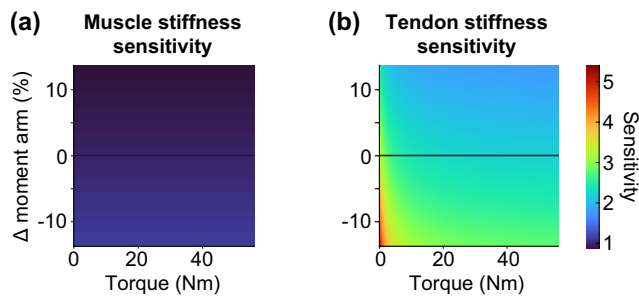 (a)
Muscle stiffness
sensitivity
Δ moment arm (%)
10
0
-10
0
20
40
Torque (Nm)
(b)
Tendon stiffness
sensitivity
10
0
-10
0
20
40
Torque (Nm)
5
4
3
2
1
Sensitivity